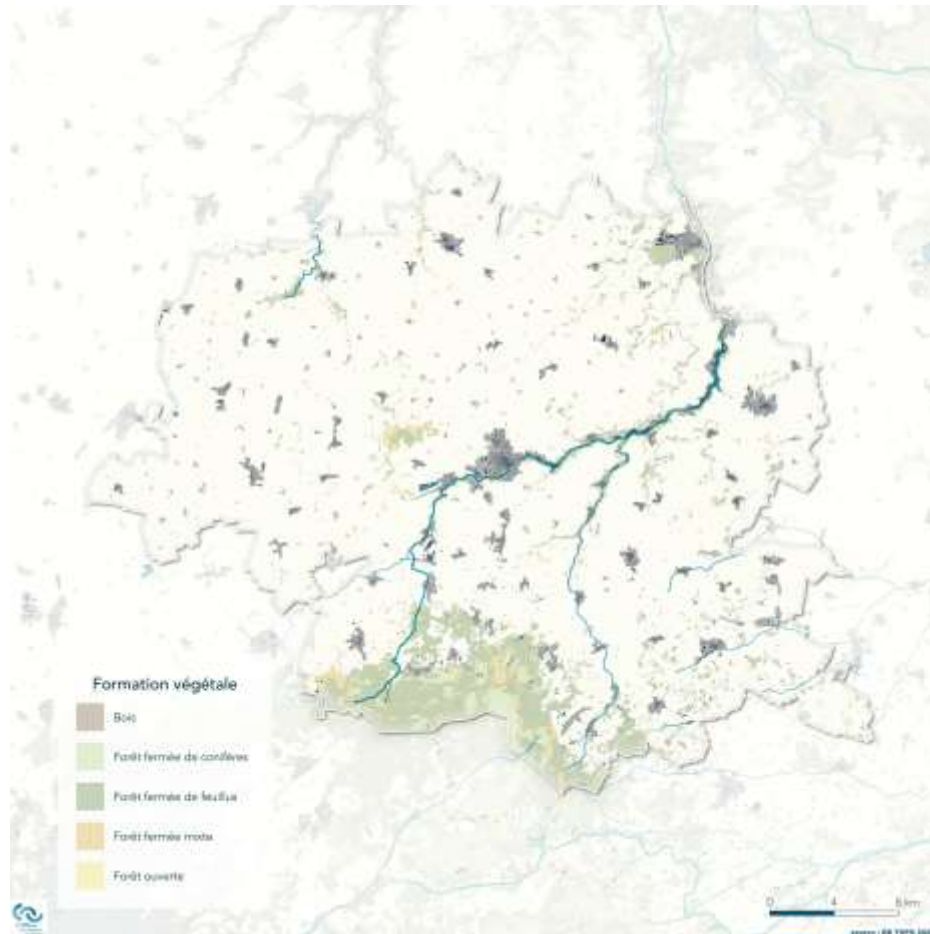 Formation végétale
Bois
Forêt fermée de conifères
Forêt fermée de feuillus
Forêt fermée mixte
Forêt ouverte
0 4 8 km